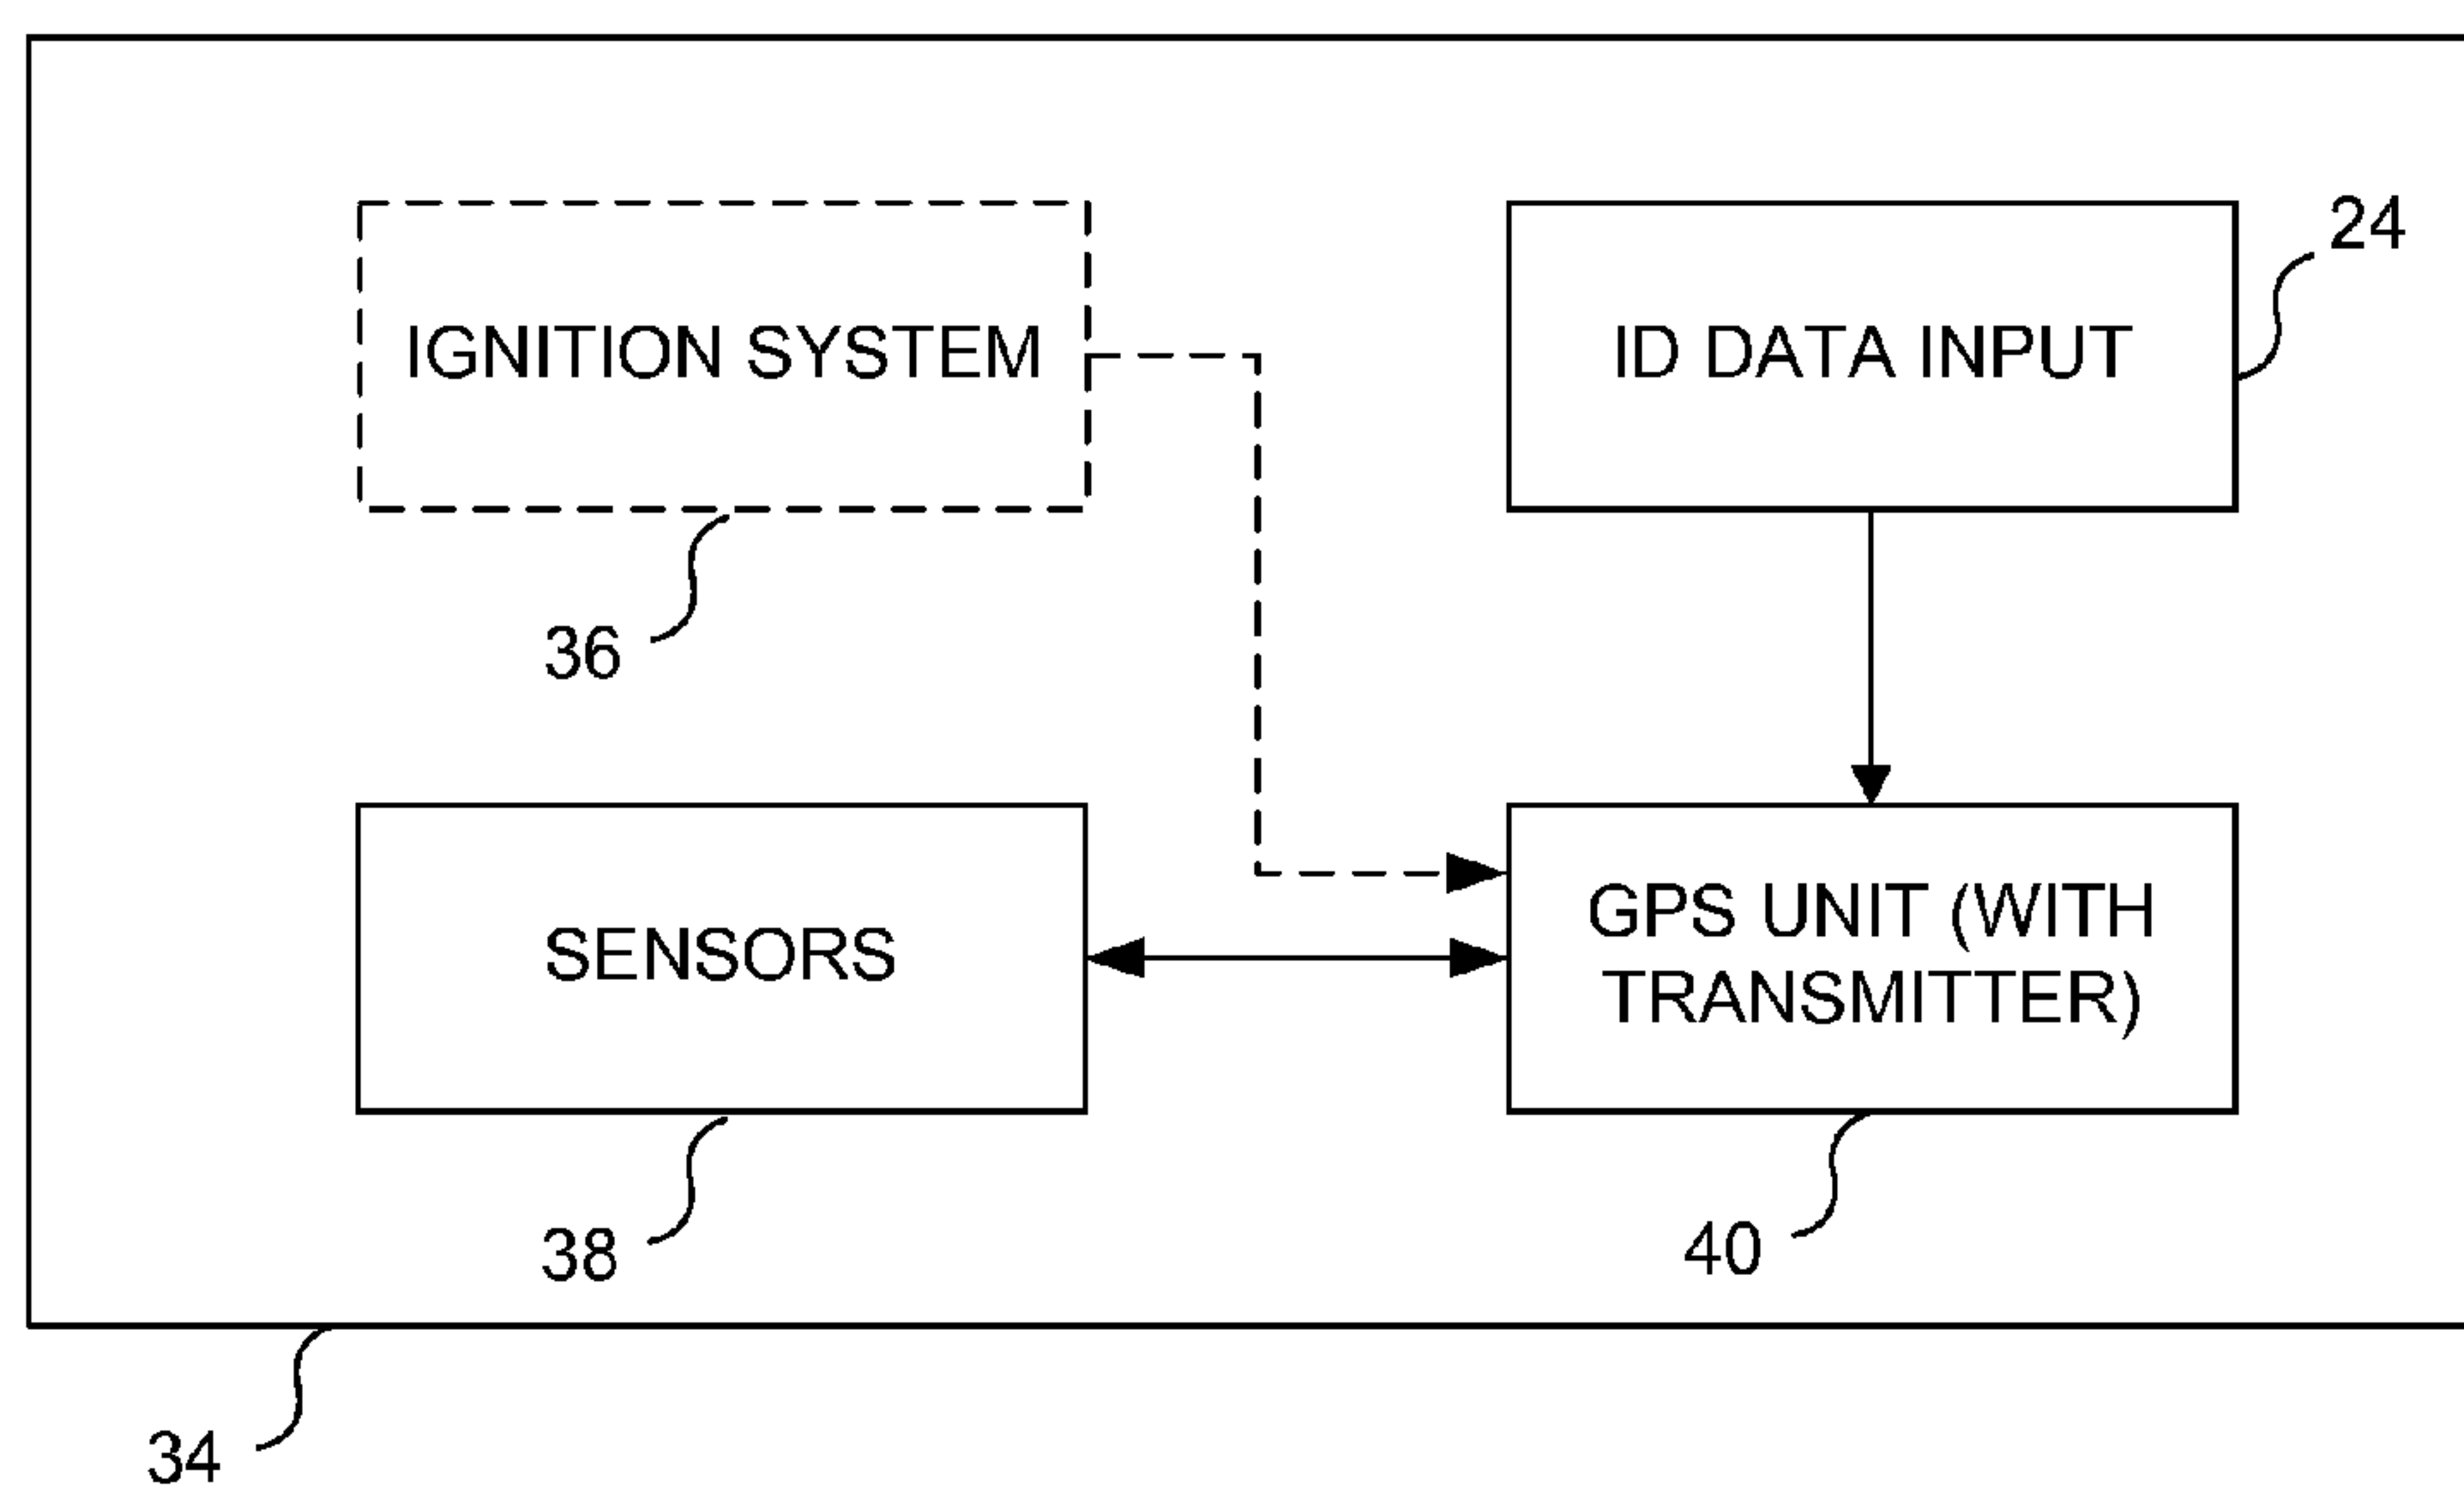 IGNITION SYSTEM
36
ID DATA INPUT
24
SENSORS
38
GPS UNIT (WITH
TRANSMITTER)
40
34